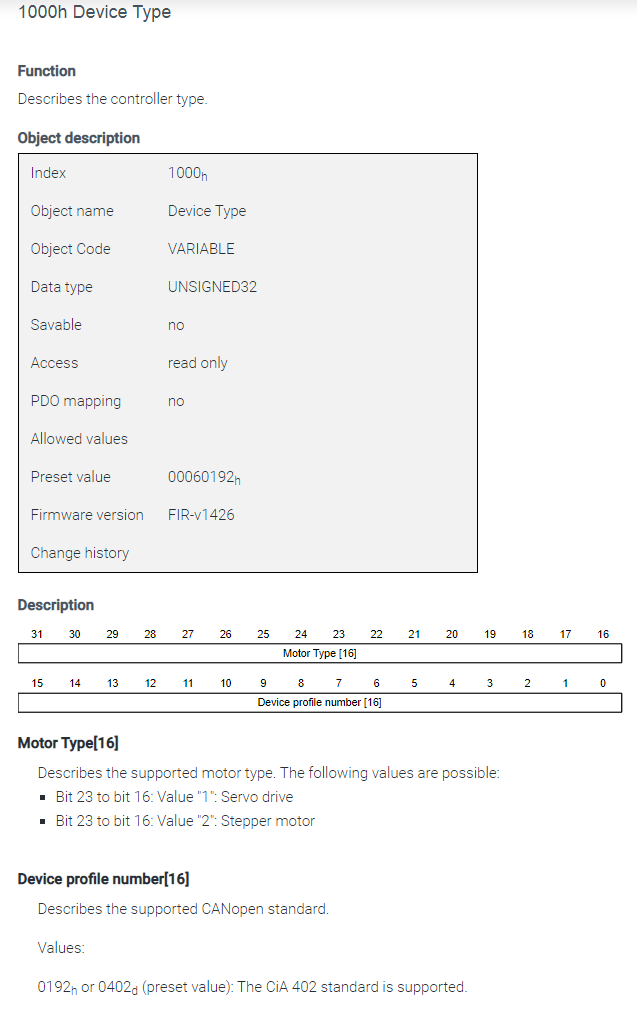 1000h Device Type
Function
Describes the controller type.
Object description
Index 1000h
Object name Device Type
Object Code VARIABLE
Data type UNSIGNED32
Savable no
Access read only
PDO mapping no
Allowed values
Preset value 00060192h
Firmware version FIR-v1426
Change history
Description
31 30 29 28 27 26 25 24 23 22 21 20 19 18 17 16
Motor Type [16]
15 14 13 12 11 10 9 8 7 6 5 4 3 2 1 0
Device profile number [16]
Motor Type[16]
Describes the supported motor type. The following values are possible:
▪ Bit 23 to bit 16: Value "1": Servo drive
▪ Bit 23 to bit 16: Value "2": Stepper motor
Device profile number[16]
Describes the supported CANopen standard.
Values:
0192h or 0402d (preset value): The CiA 402 standard is supported.